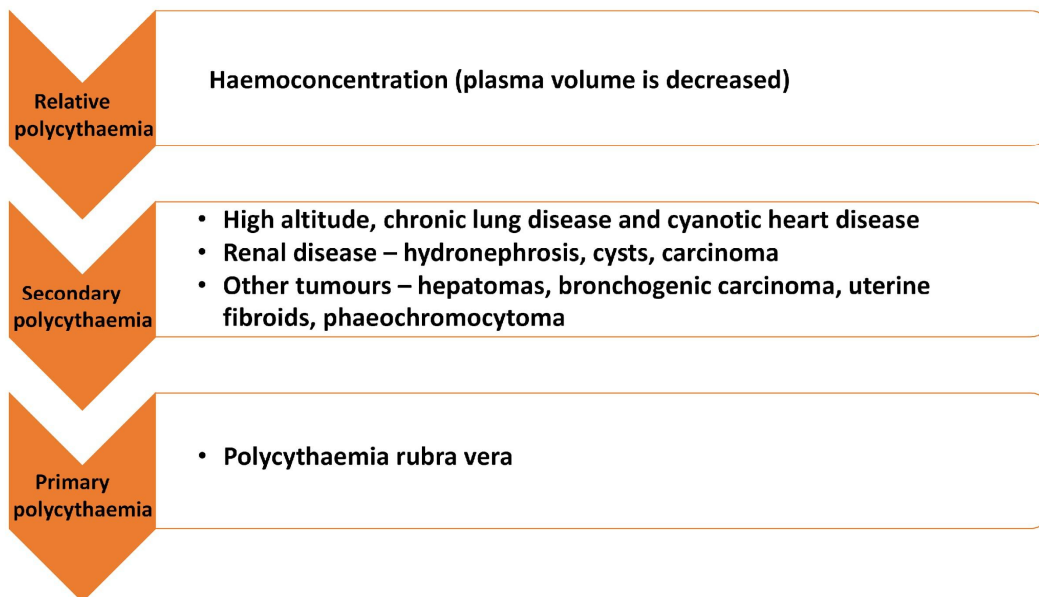 Relative
polycythaemia
Haemoconcentration (plasma volume is decreased)
Secondary
polycythaemia
• High altitude, chronic lung disease and cyanotic heart disease
• Renal disease – hydronephrosis, cysts, carcinoma
• Other tumours – hepatomas, bronchogenic carcinoma, uterine
fibroids, phaeochromocytoma
Primary
polycythaemia
• Polycythaemia rubra vera